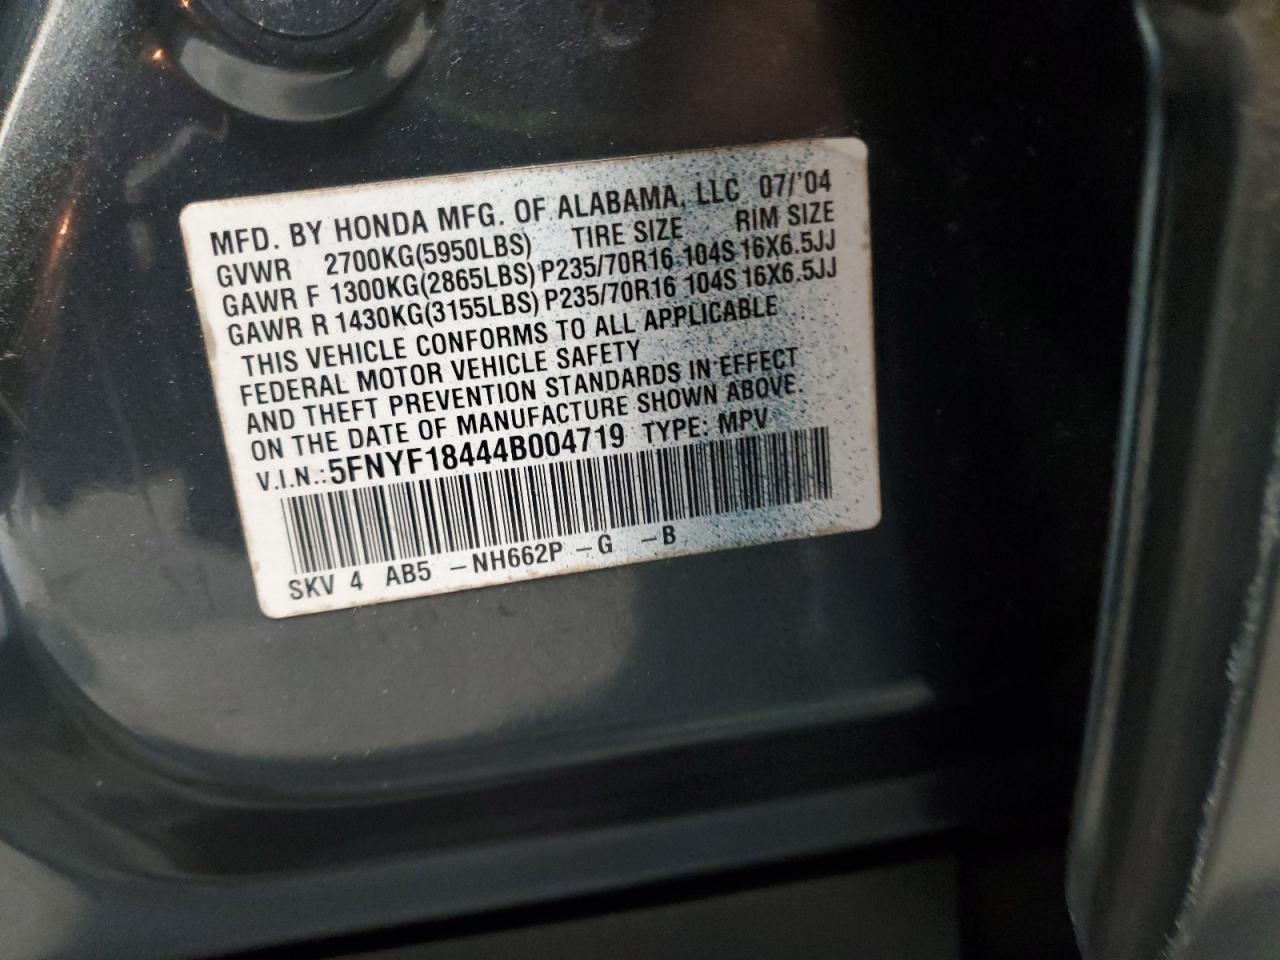 MFD. BY HONDA MFG. OF ALABAMA, LLC 07/'04
GVWR 2700KG(5950LBS) TIRE SIZE RIM SIZE
GAWR F 1300KG(2865LBS) P235/70R16 104S 16X6.5JJ
GAWR R 1430KG(3155LBS) P235/70R16 104S 16X6.5JJ
THIS VEHICLE CONFORMS TO ALL APPLICABLE
FEDERAL MOTOR VEHICLE SAFETY
AND THEFT PREVENTION STANDARDS IN EFFECT
ON THE DATE OF MANUFACTURE SHOWN ABOVE.
V.I.N.: 5FNYF18444B004719 TYPE: MPV
SKV 4 AB5 -NH662P -G -B